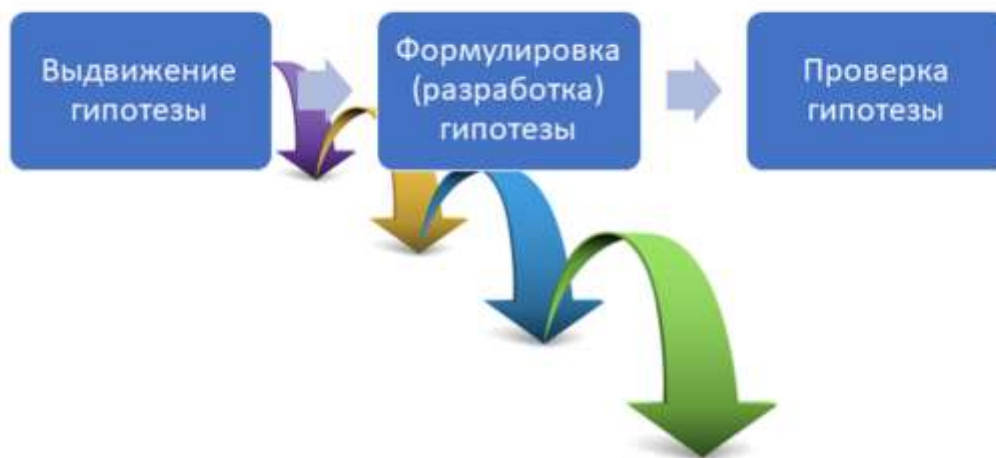 Выдвижение
гипотезы
Формулировка
(разработка)
гипотезы
Проверка
гипотезы